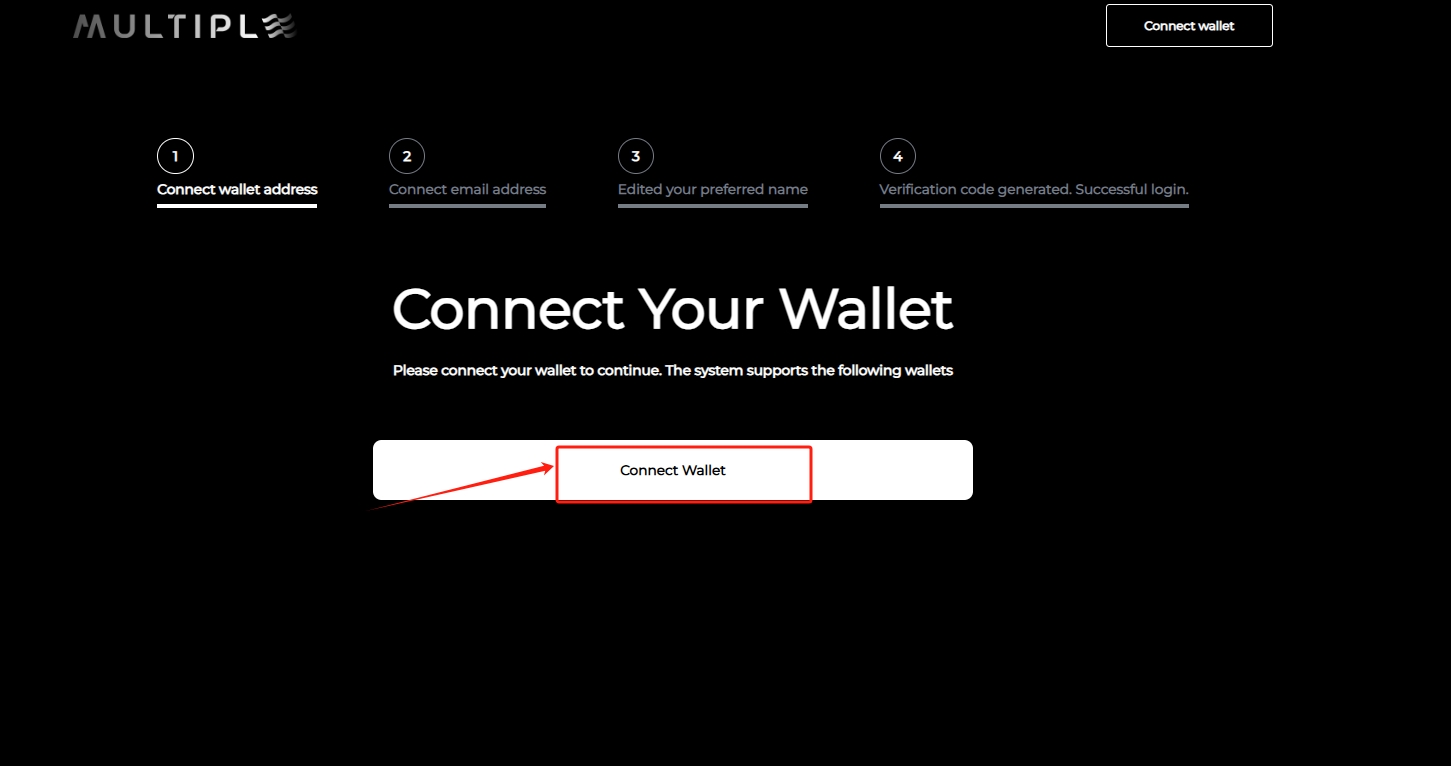 MULTIPLE
Connect wallet
1
2
3
4
Connect wallet address
Connect email address
Edited your preferred name
Verification code generated. Successful login.
Connect Your Wallet
Please connect your wallet to continue. The system supports the following wallets
Connect Wallet